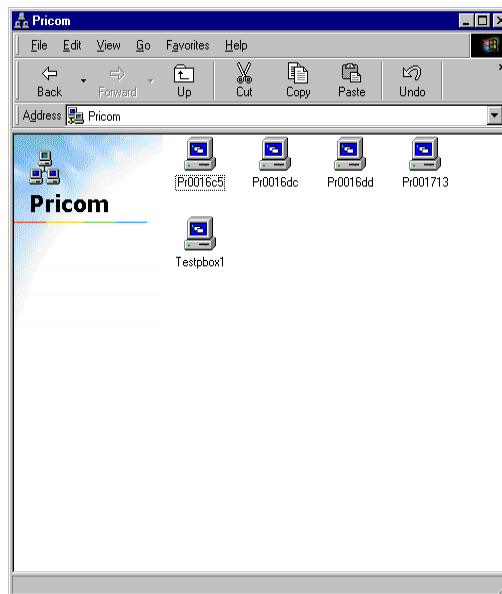 Pricom
File Edit View Go Favorites Help
Back Forward Up Cut Copy Paste Undo
Address Pricom
Pricom
Pr0016c5 Pr0016dc Pr0016dd Pr001713
Testpbox1